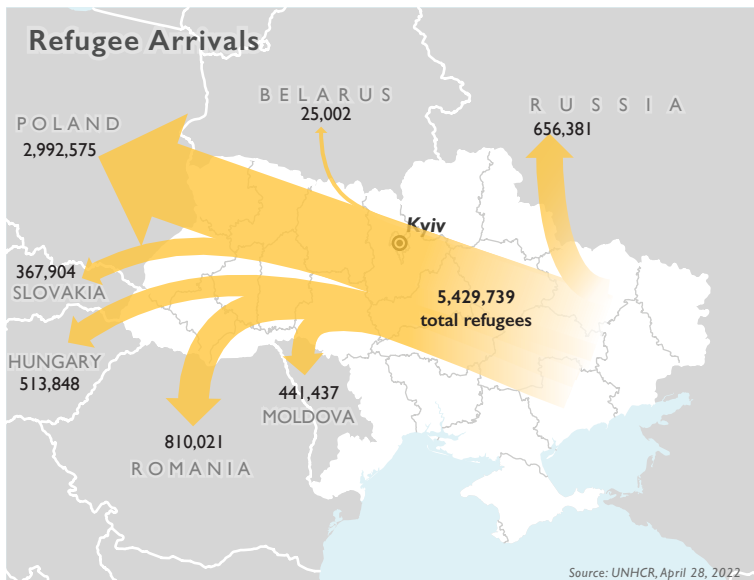 Refugee Arrivals
BELARUS
25,002
RUSSIA
656,381
POLAND
2,992,575
Kyiv
367,904
SLOVAKIA
5,429,739
total refugees
HUNGARY
513,848
441,437
MOLDOVA
810,021
ROMANIA
Source: UNHCR, April 28, 2022